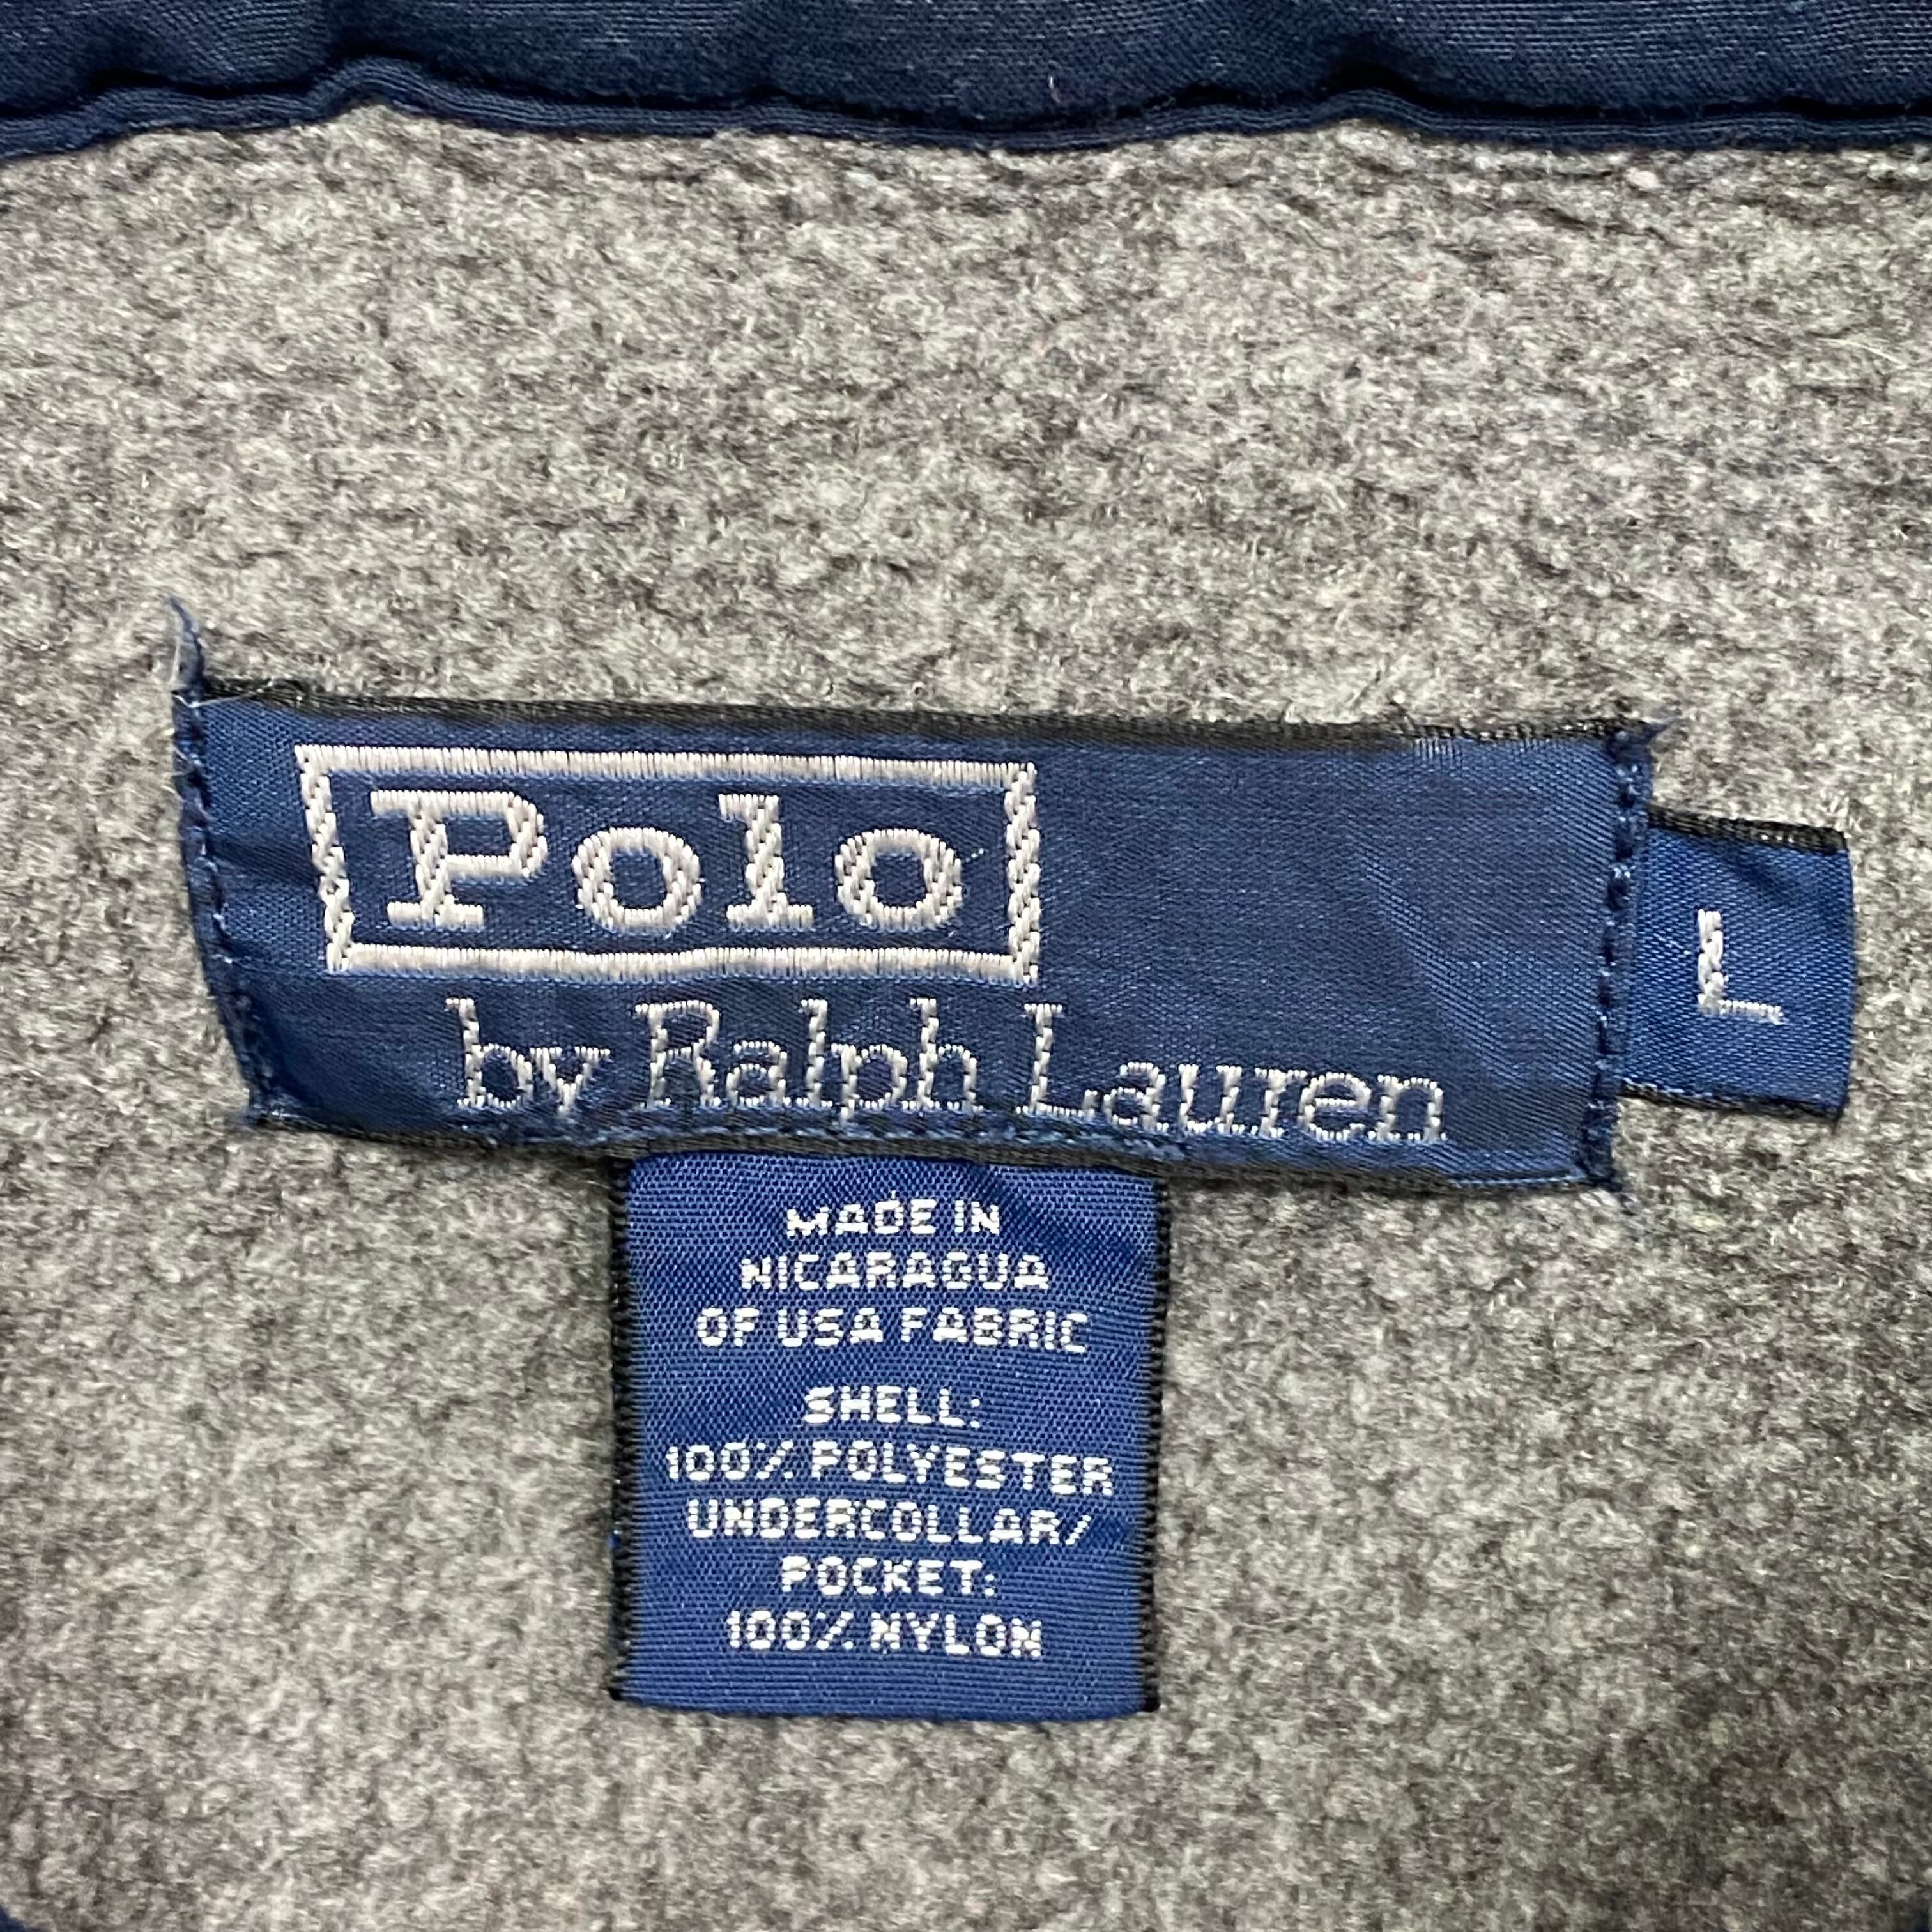 Polo
by Ralph Lauren
L
MADE IN
NICARAGUA
OF USA FABRIC
SHELL:
100% POLYESTER
UNDERCOLLAR/
POCKET:
100% NYLON